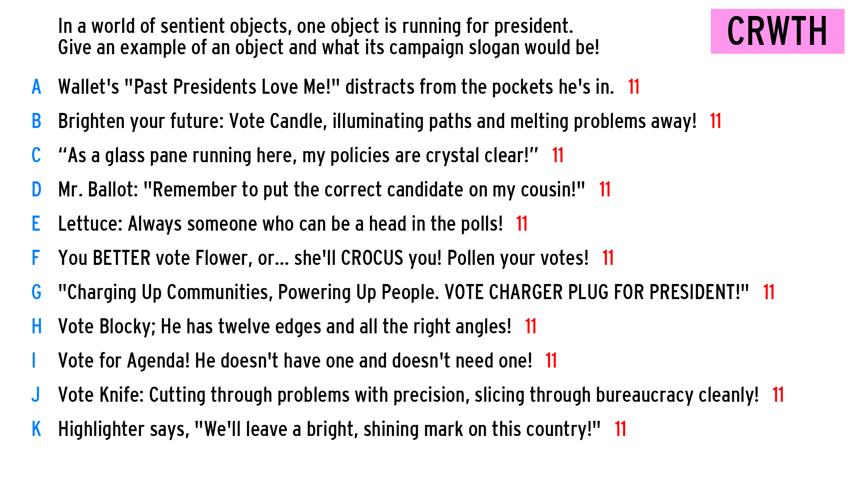 In a world of sentient objects, one object is running for president.
Give an example of an object and what its campaign slogan would be!
CRWTH
A Wallet's "Past Presidents Love Me!" distracts from the pockets he's in. 11
B Brighten your future: Vote Candle, illuminating paths and melting problems away! 11
C “As a glass pane running here, my policies are crystal clear!” 11
D Mr. Ballot: "Remember to put the correct candidate on my cousin!" 11
E Lettuce: Always someone who can be a head in the polls! 11
F You BETTER vote Flower, or... she'll CROCUS you! Pollen your votes! 11
G "Charging Up Communities, Powering Up People. VOTE CHARGER PLUG FOR PRESIDENT!" 11
H Vote Blocky; He has twelve edges and all the right angles! 11
I Vote for Agenda! He doesn't have one and doesn't need one! 11
J Vote Knife: Cutting through problems with precision, slicing through bureaucracy cleanly! 11
K Highlighter says, "We'll leave a bright, shining mark on this country!" 11